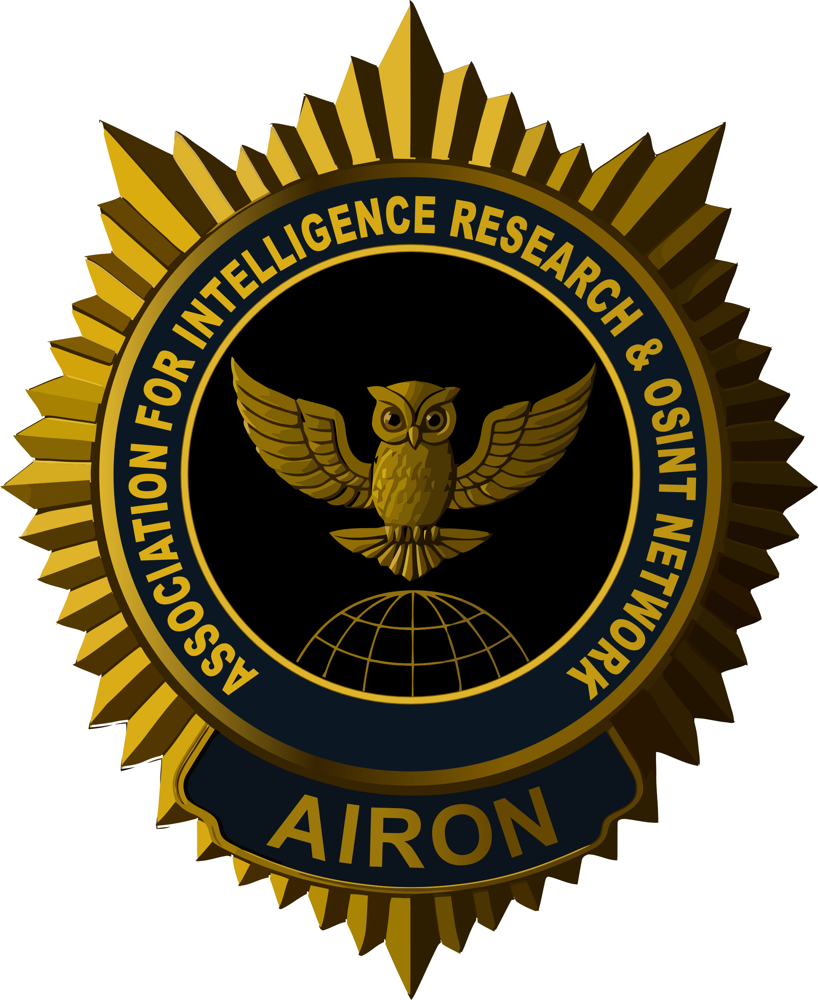 ASSOCIATION FOR INTELLIGENCE RESEARCH & OSINT NETWORK
AIRON